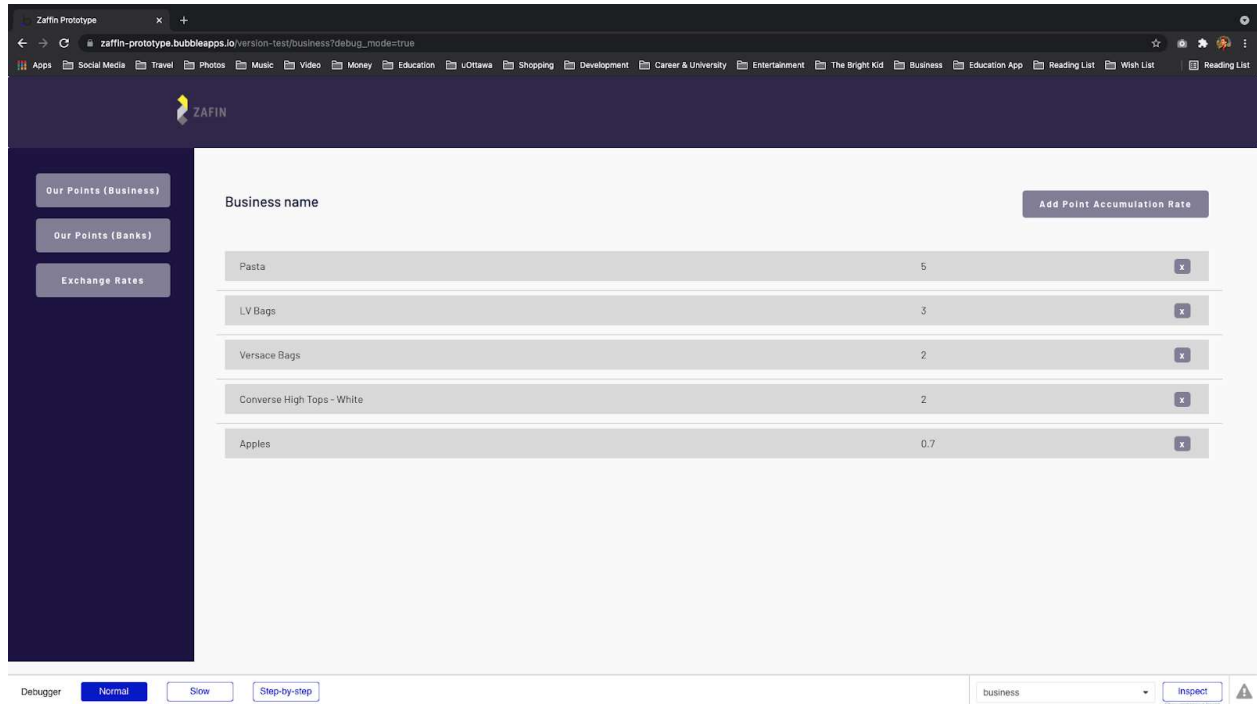 Zaffin Prototype
zaffin-prototype.bubbleapps.io/version-test/business?debug_mode=true
Apps Social Media Travel Photos Music Video Money Education uOttawa Shopping Development Career & University Entertainment The Bright Kid Business Education App Reading List Wish List Reading List
ZAFIN
Our Points (Business)
Our Points (Banks)
Exchange Rates
Business name
Add Point Accumulation Rate
Pasta 5 x
LV Bags 3 x
Versace Bags 2 x
Converse High Tops - White 2 x
Apples 0.7 x
Debugger Normal Slow Step-by-step business Inspect